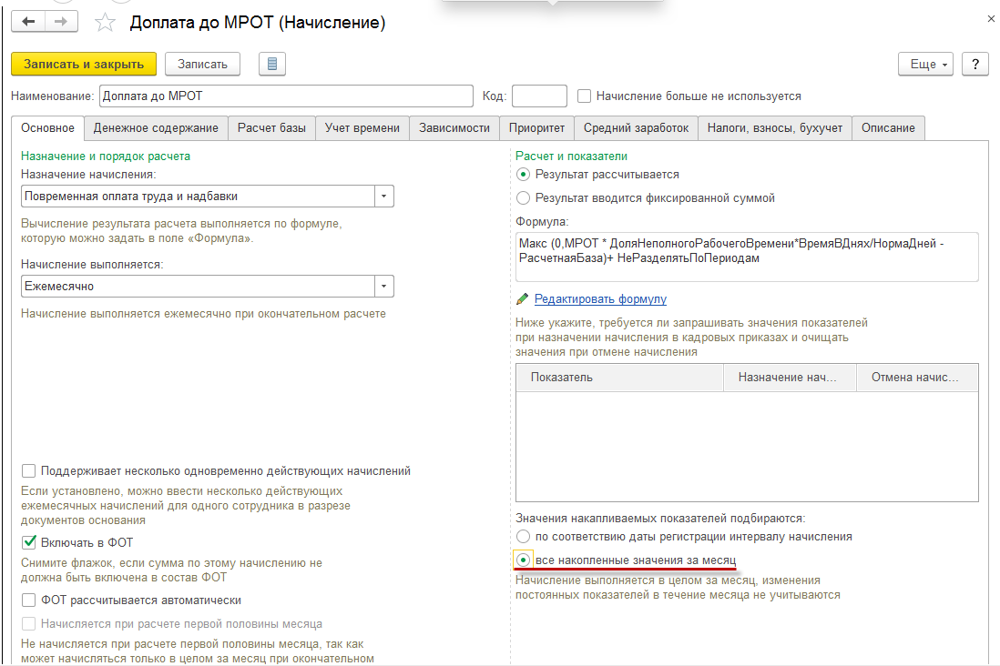 Доплата до МРОТ (Начисление)
Записать и закрыть
Записать
Еще
?
Наименование: Доплата до МРОТ
Код:
Начисление больше не используется
Основное
Денежное содержание
Расчет базы
Учет времени
Зависимости
Приоритет
Средний заработок
Налоги, взносы, бухучет
Описание
Назначение и порядок расчета
Назначение начисления:
Повременная оплата труда и надбавки
Вычисление результата расчета выполняется по формуле,
которую можно задать в поле «Формула».
Начисление выполняется:
Ежемесячно
Начисление выполняется ежемесячно при окончательном расчете
Поддерживает несколько одновременно действующих начислений
Если установлено, можно ввести несколько действующих
ежемесячных начислений для одного сотрудника в разрезе
документов основания
Включать в ФОТ
Снимите флажок, если сумма по этому начислению не
должна быть включена в состав ФОТ
ФОТ рассчитывается автоматически
Начисляется при расчете первой половины месяца
Не начисляется при расчете первой половины месяца, так как
может начисляться только в целом за месяц при окончательном
Расчет и показатели
Результат рассчитывается
Результат вводится фиксированной суммой
Формула:
Макс (0,МРОТ * ДоляНеполногоРабочегоВремени*ВремяВДнях/НормаДней -
РасчетнаяБаза)+ НеРазделятьПоПериодам
Редактировать формулу
Ниже укажите, требуется ли запрашивать значения показателей
при назначении начисления в кадровых приказах и очищать
значения при отмене начисления
Показатель
Назначение нач...
Отмена начис...
Значения накапливаемых показателей подбираются:
по соответствию даты регистрации интервалу начисления
все накопленные значения за месяц
Начисление выполняется в целом за месяц, изменения
постоянных показателей в течение месяца не учитываются